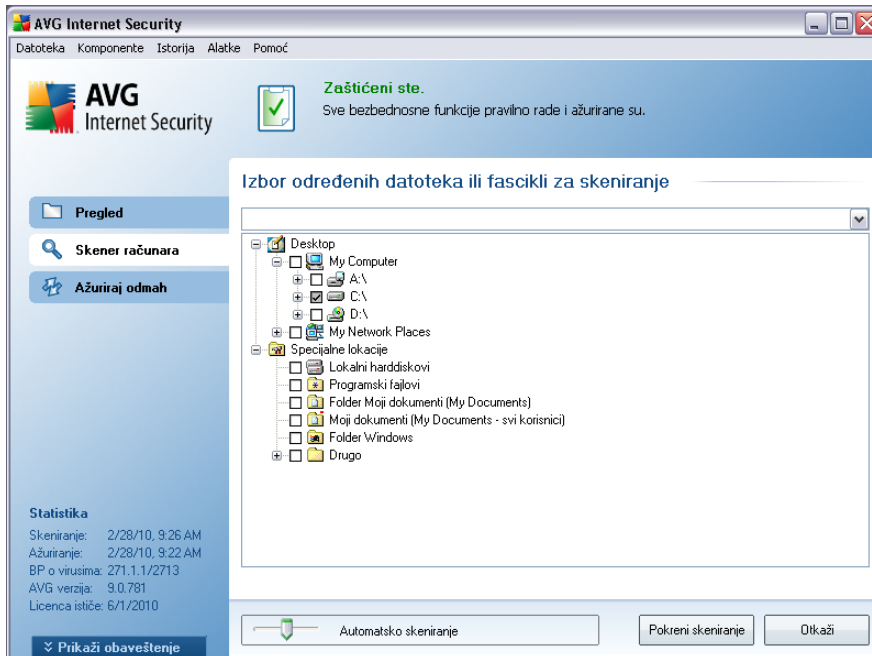 AVG Internet Security
Datoteka Komponente Istorija Alatke Pomoć
AVG
Internet Security
Zaštićeni ste.
Sve bezbednosne funkcije pravilno rade i ažurirane su.
Pregled
Skener računara
Ažuriraj odmah
Izbor određenih datoteka ili fascikli za skeniranje
Desktop
My Computer
A:\
C:\
D:\
My Network Places
Specijalne lokacije
Lokalni harddiskovi
Programski fajlovi
Folder Moji dokumenti (My Documents)
Moji dokumenti (My Documents - svi korisnici)
Folder Windows
Drugo
Statistika
Skeniranje: 2/28/10, 9:26 AM
Ažuriranje: 2/28/10, 9:22 AM
BP o virusima: 271.1.1/2713
AVG verzija: 9.0.781
Licenca ističe: 6/1/2010
Prikaži obaveštenje
Automatsko skeniranje
Pokreni skeniranje
Otkaži